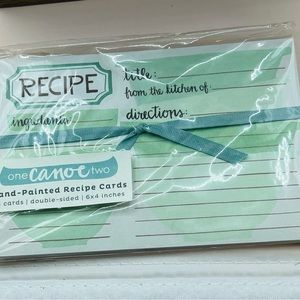 RECIPE
title:
from the kitchen of:
ingredients:
directions:
one canoe two
and-Painted Recipe Cards
cards | double-sided | 6x4 inches